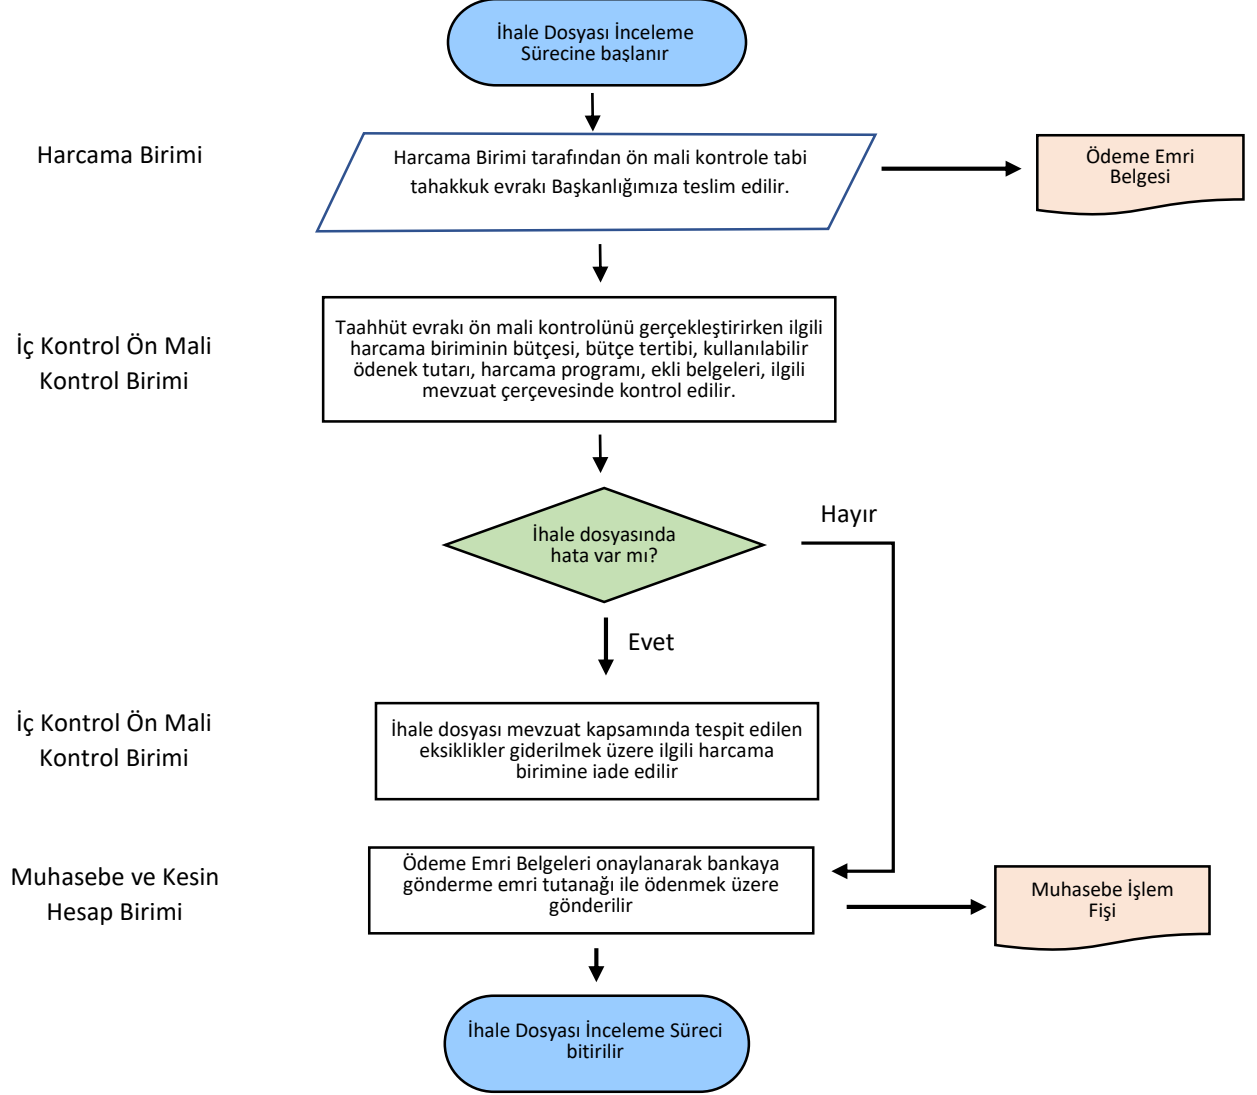 İhale Dosyası İnceleme
Sürecine başlanır
Harcama Birimi
Harcama Birimi tarafından ön mali kontrole tabi
tahakkuk evrakı Başkanlığımıza teslim edilir.
Ödeme Emri
Belgesi
İç Kontrol Ön Mali
Kontrol Birimi
Taahhüt evrakı ön mali kontrolünü gerçekleştirirken ilgili
harcama biriminin bütçesi, bütçe tertibi, kullanılabilir
ödenek tutarı, harcama programı, ekli belgeleri, ilgili
mevzuat çerçevesinde kontrol edilir.
İhale dosyasında
hata var mı?
Hayır
Evet
İç Kontrol Ön Mali
Kontrol Birimi
İhale dosyası mevzuat kapsamında tespit edilen
eksiklikler giderilmek üzere ilgili harcama
birimine iade edilir
Muhasebe ve Kesin
Hesap Birimi
Ödeme Emri Belgeleri onaylanarak bankaya
gönderme emri tutanağı ile ödenmek üzere
gönderilir
Muhasebe İşlem
Fişi
İhale Dosyası İnceleme Süreci
bitirilir